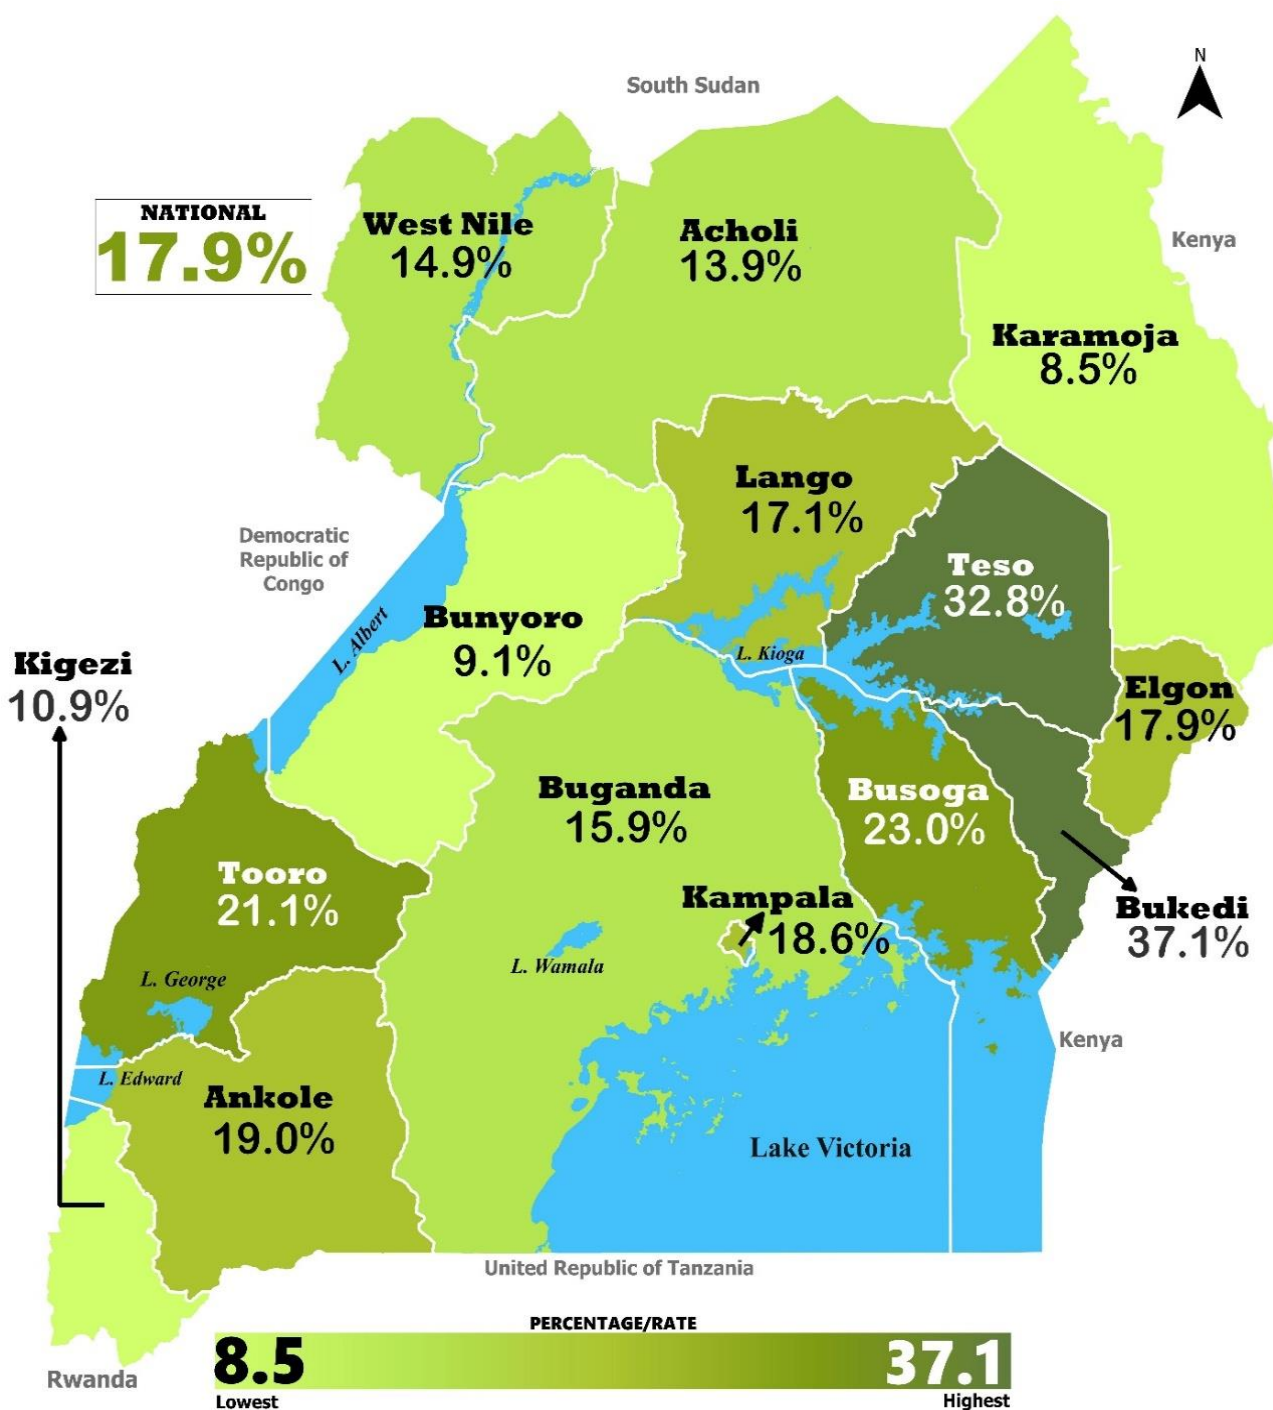 N
South Sudan
NATIONAL
17.9%
West Nile
14.9%
Acholi
13.9%
Kenya
Karamoja
8.5%
Lango
17.1%
Democratic
Republic of
Congo
Teso
32.8%
L. Albert
Bunyoro
9.1%
L. Kioga
Kigezi
10.9%
Elgon
17.9%
Buganda
15.9%
Busoga
23.0%
Tooro
21.1%
Kampala
18.6%
Bukedi
37.1%
L. Wamala
L. George
Kenya
L. Edward
Ankole
19.0%
Lake Victoria
United Republic of Tanzania
Rwanda
PERCENTAGE/RATE
8.5
37.1
Lowest
Highest